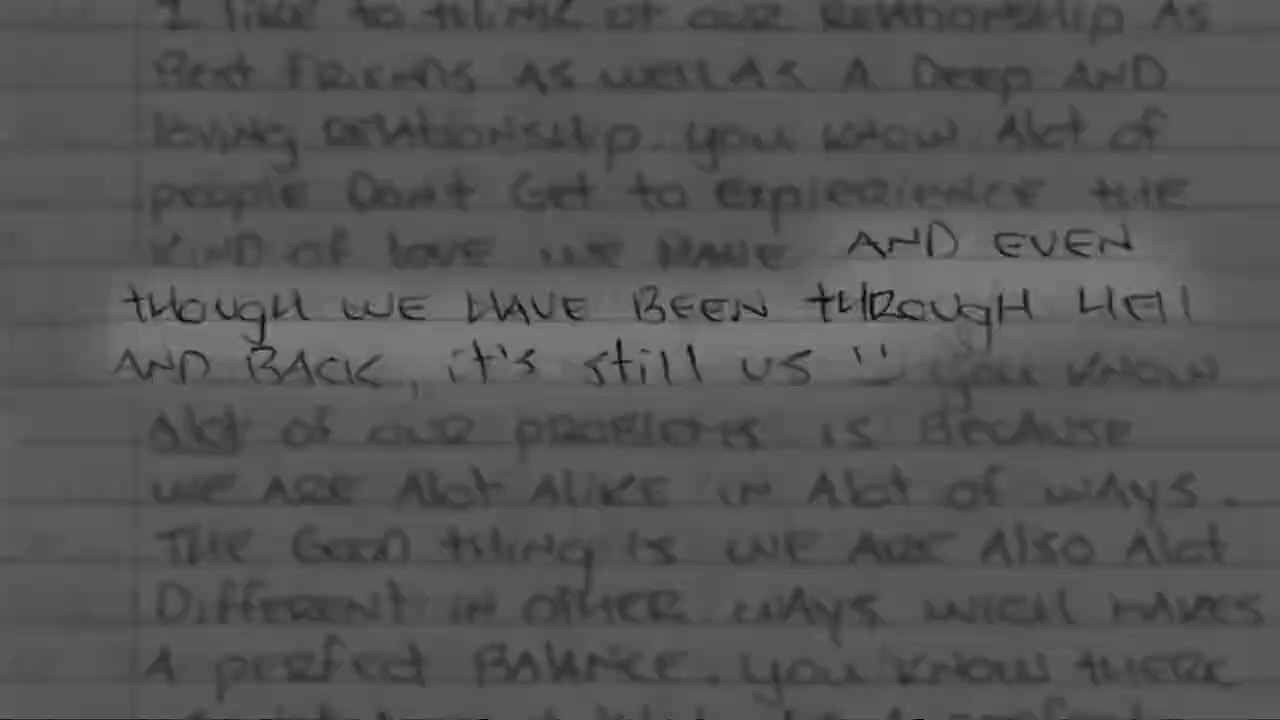 I like to think of our Relationship As
Best Friends As well As A Deep AND
loving Relationship. you know Alot of
people Don't Get to Expierience the
KIND of love WE HAVE AND EVEN
though WE HAVE BEEN thRough HEll
AND BACK, it's still us :)
you know
Alot of our problems is Because
WE ARE Alot AlIKE in Alot of wAys.
The Good thing is WE ARE Also Alot
DiffERENT in othER wAys wich MAKES
A perfect BAlANCE. you know thERE